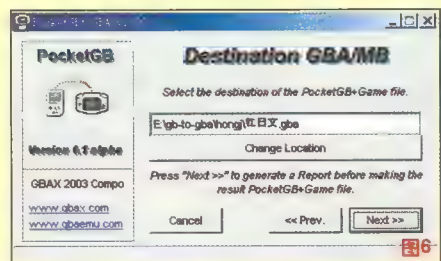 PocketGB
Version 6.1 alpha
GBAX 2003 Compo
www.gbax.com
www.gbaemu.com
Destination GBA/MB
Select the destination of the PocketGB+Game file.
E:\gb-to-gba\hongj\红日文.gba
Change Location
Press "Next >>" to generate a Report before making the
result PocketGB+Game file.
Cancel
<< Prev.
Next >>
图6